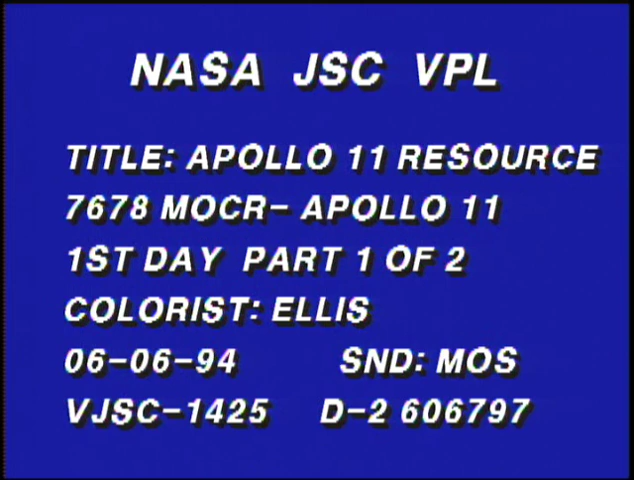 NASA JSC VPL
TITLE: APOLLO 11 RESOURCE
7678 MOCR- APOLLO 11
1ST DAY PART 1 OF 2
COLORIST: ELLIS
06-06-94 SND: MOS
VJSC-1425 D-2 606797